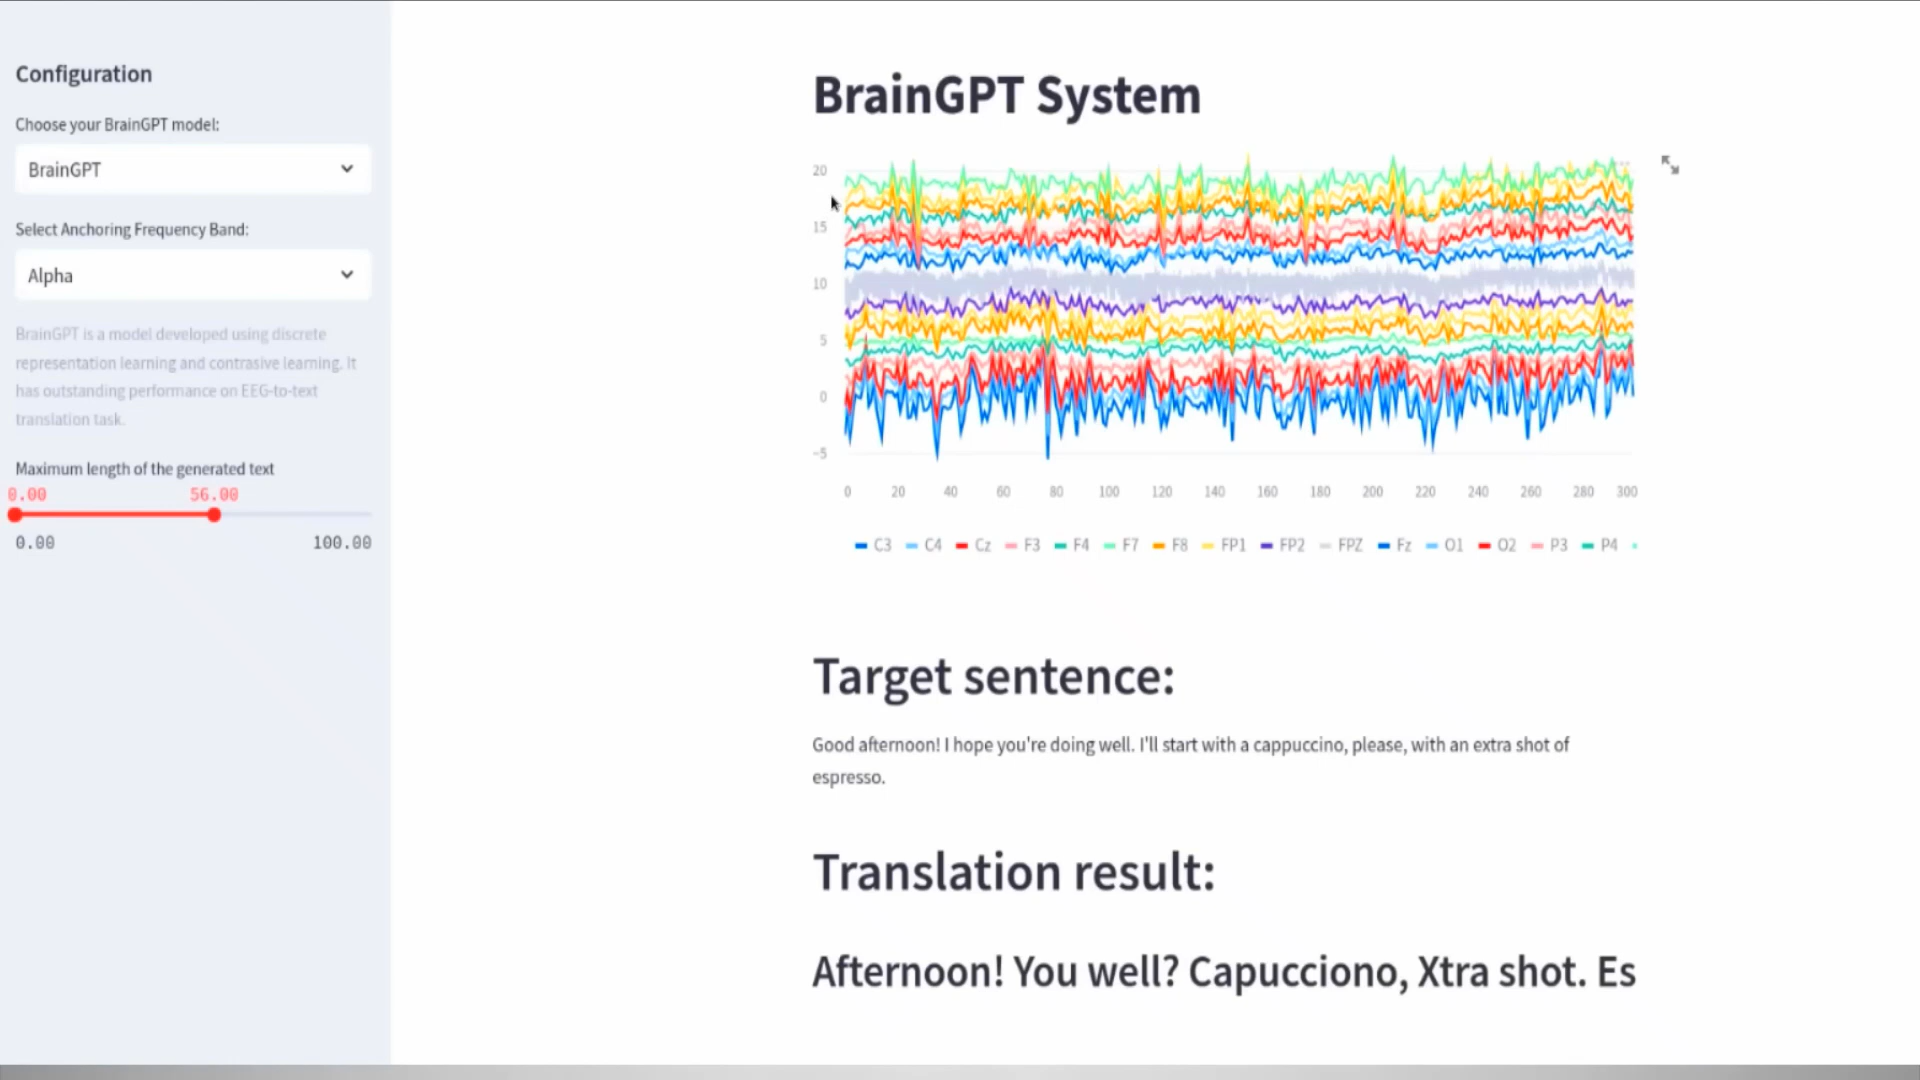 Configuration
Choose your BrainGPT model:
BrainGPT
Select Anchoring Frequency Band:
Alpha
BrainGPT is a model developed using discrete
representation learning and contrasive learning. It
has outstanding performance on EEG-to-text
translation task.
Maximum length of the generated text
0.00 56.00
0.00 100.00
BrainGPT System
20
15
10
5
0
-5
0 20 40 60 80 100 120 140 160 180 200 220 240 260 280 300
C3 C4 Cz F3 F4 F7 F8 FP1 FP2 FPZ Fz O1 O2 P3 P4
Target sentence:
Good afternoon! I hope you're doing well. I'll start with a cappuccino, please, with an extra shot of
espresso.
Translation result:
Afternoon! You well? Capucciono, Xtra shot. Es